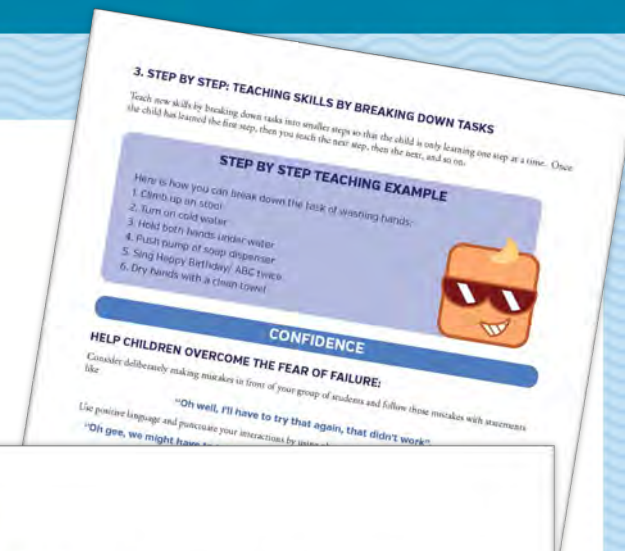 3. STEP BY STEP: TEACHING SKILLS BY BREAKING DOWN TASKS
Teach new skills by breaking down tasks into smaller steps so that the child is only learning one step at a time. Once
the child has learned the first step, then you teach the next step, then the next, and so on.
STEP BY STEP TEACHING EXAMPLE
Here is how you can break down the task of washing hands:
1. Climb up on stool
2. Turn on cold water
3. Hold both hands under water
4. Push pump of soap dispenser
5. Sing Happy Birthday/ ABC twice
6. Dry hands with a clean towel
CONFIDENCE
HELP CHILDREN OVERCOME THE FEAR OF FAILURE:
Consider deliberately making mistakes in front of your group of students and follow those mistakes with statements
like
"Oh well, I'll have to try that again, that didn't work"
Use positive language and punctuate your interactions by using
"Oh gee, we might have